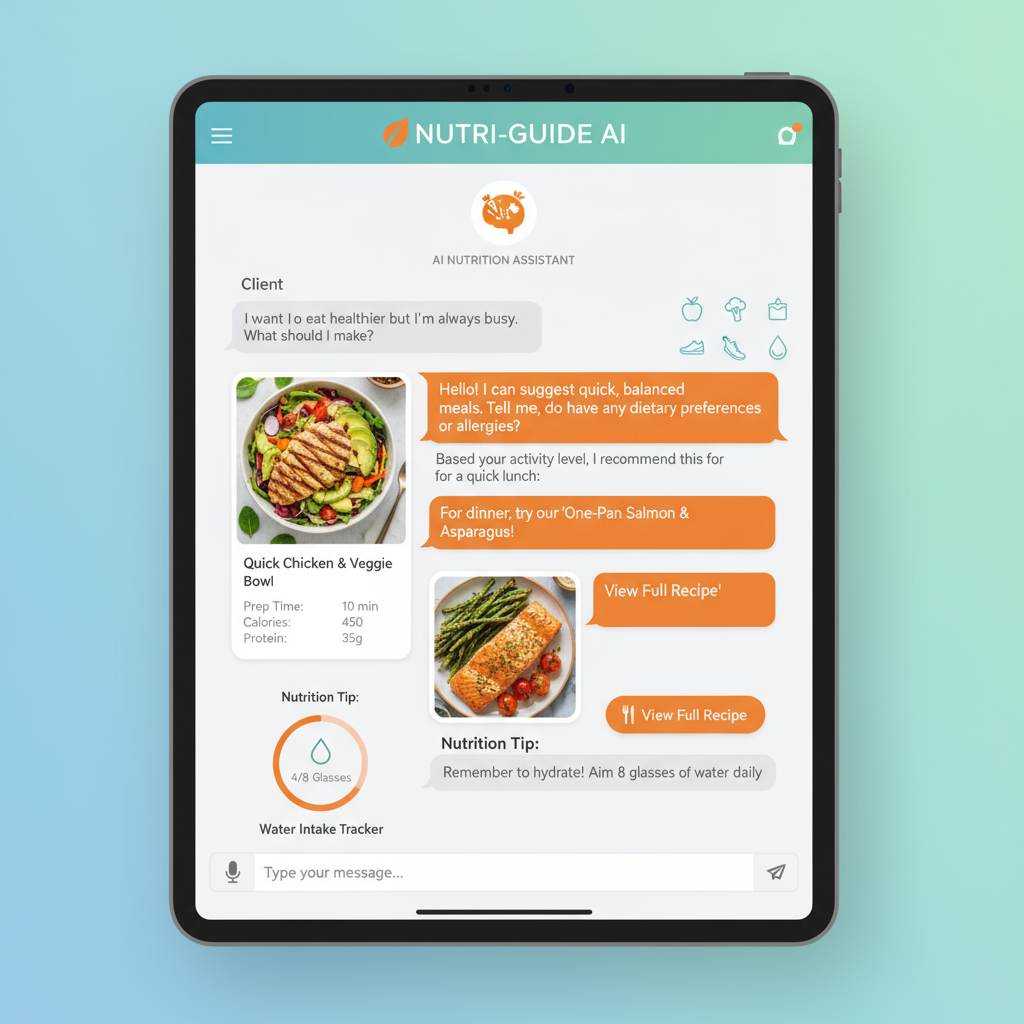 NUTRI-GUIDE AI
AI NUTRITION ASSISTANT
Client
I want I o eat healthier but I'm always busy.
What should I make?
Hello! I can suggest quick, balanced
meals. Tell me, do have any dietary preferences
or allergies?
Based your activity level, I recommend this for
for a quick lunch:
For dinner, try our 'One-Pan Salmon &
Asparagus!
Quick Chicken & Veggie
Bowl
Prep Time: 10 min
Calories: 450
Protein: 35g
View Full Recipe'
View Full Recipe
Nutrition Tip:
4/8 Glasses
Water Intake Tracker
Nutrition Tip:
Remember to hydrate! Aim 8 glasses of water daily
Type your message...